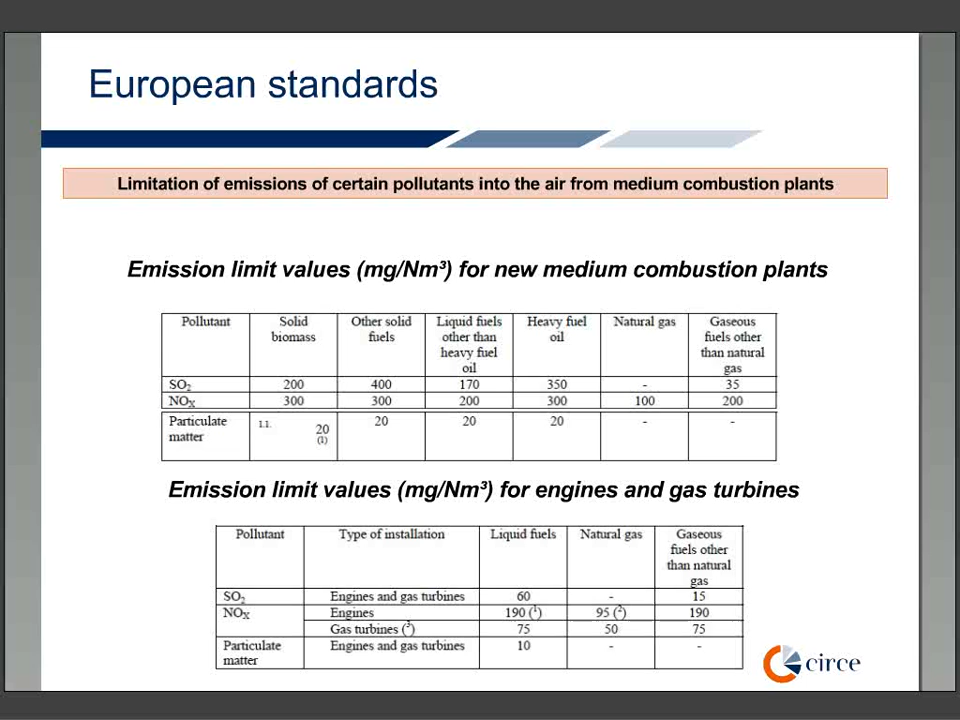 European standards
Limitation of emissions of certain pollutants into the air from medium combustion plants
Emission limit values (mg/Nm³) for new medium combustion plants
Pollutant Solid biomass Other solid fuels Liquid fuels other than heavy fuel oil Heavy fuel oil Natural gas Gaseous fuels other than natural gas
SO₂ 200 400 170 350 - 35
NOX 300 300 200 300 100 200
Particulate matter 1.1. 20 (1) 20 20 20 - -
Emission limit values (mg/Nm³) for engines and gas turbines
Pollutant Type of installation Liquid fuels Natural gas Gaseous fuels other than natural gas
SO₂ Engines and gas turbines 60 - 15
NOX Engines 190 (¹) 95 (²) 190
Gas turbines (³) 75 50 75
Particulate matter Engines and gas turbines 10 - -
circe